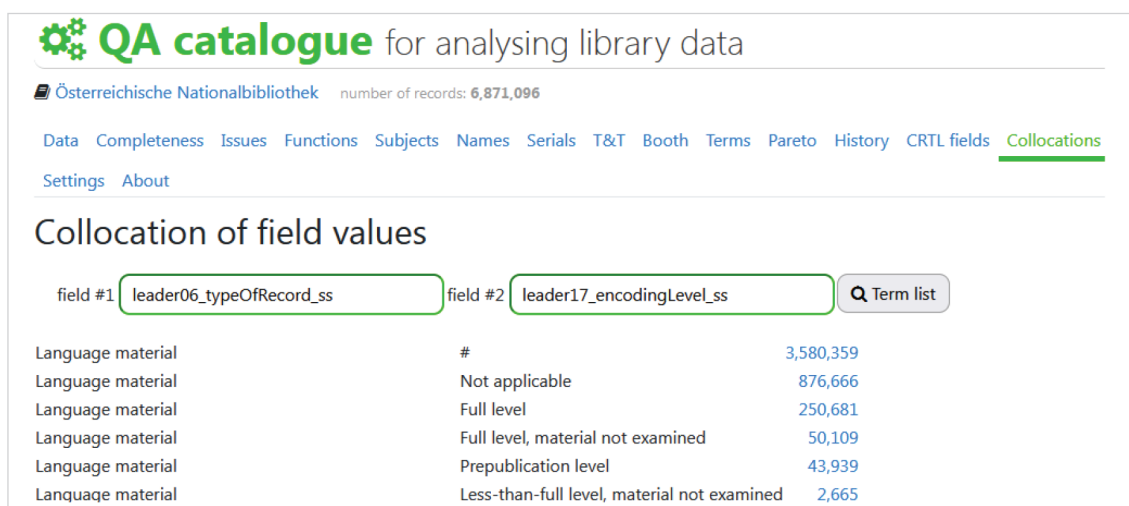 QA catalogue for analysing library data
Österreichische Nationalbibliothek number of records: 6,871,096
Data Completeness Issues Functions Subjects Names Serials T&T Booth Terms Pareto History CRTL fields Collocations
Settings About
Collocation of field values
field #1 leader06_typeOfRecord_ss field #2 leader17_encodingLevel_ss Term list
Language material # 3,580,359
Language material Not applicable 876,666
Language material Full level 250,681
Language material Full level, material not examined 50,109
Language material Prepublication level 43,939
Language material Less-than-full level, material not examined 2,665